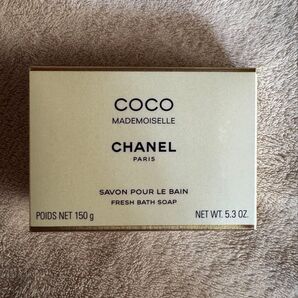 COCO
MADEMOISELLE
CHANEL
PARIS
SAVON POUR LE BAIN
FRESH BATH SOAP
POIDS NET 150 g NET WT. 5.3 OZ.